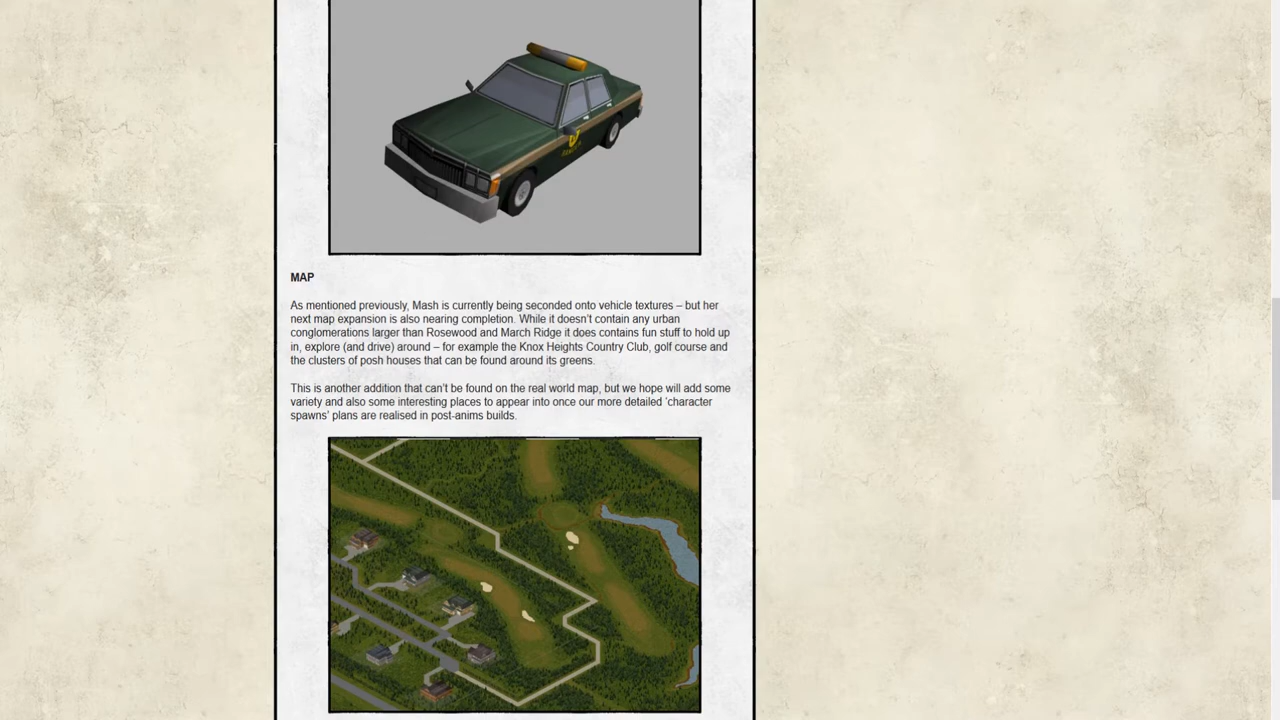 MAP
As mentioned previously, Mash is currently being seconded onto vehicle textures – but her
next map expansion is also nearing completion. While it doesn't contain any urban
conglomerations larger than Rosewood and March Ridge it does contains fun stuff to hold up
in, explore (and drive) around – for example the Knox Heights Country Club, golf course and
the clusters of posh houses that can be found around its greens.
This is another addition that can't be found on the real world map, but we hope will add some
variety and also some interesting places to appear into once our more detailed 'character
spawns' plans are realised in post-anims builds.